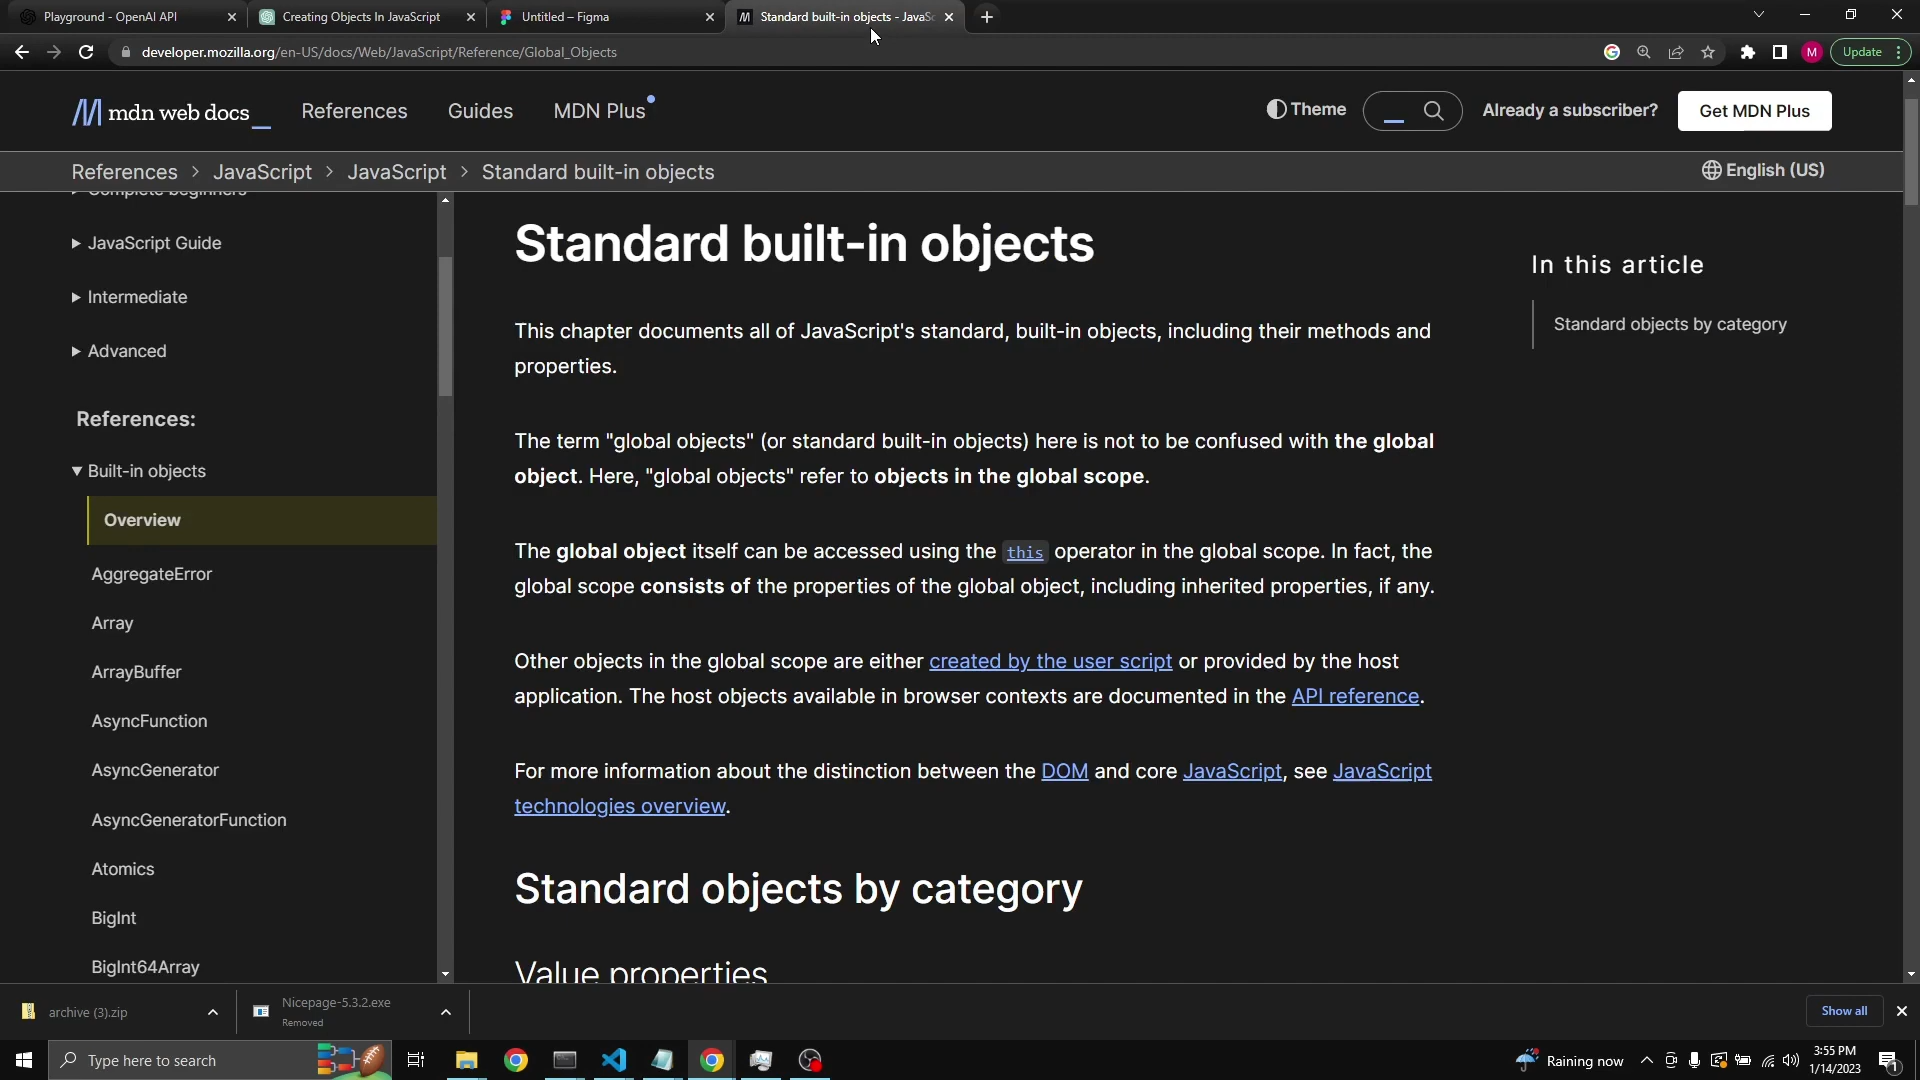 Playground - OpenAI API
Creating Objects In JavaScript
Untitled – Figma
Standard built-in objects - JavaSc
developer.mozilla.org/en-US/docs/Web/JavaScript/Reference/Global_Objects
M
Update
mdn web docs_
References
Guides
MDN Plus
Theme
Already a subscriber?
Get MDN Plus
References > JavaScript > JavaScript > Standard built-in objects
English (US)
Complete beginners
JavaScript Guide
Intermediate
Advanced
References:
Built-in objects
Overview
AggregateError
Array
ArrayBuffer
AsyncFunction
AsyncGenerator
AsyncGeneratorFunction
Atomics
BigInt
BigInt64Array
Standard built-in objects
This chapter documents all of JavaScript's standard, built-in objects, including their methods and
properties.
The term "global objects" (or standard built-in objects) here is not to be confused with the global
object. Here, "global objects" refer to objects in the global scope.
The global object itself can be accessed using the this operator in the global scope. In fact, the
global scope consists of the properties of the global object, including inherited properties, if any.
Other objects in the global scope are either created by the user script or provided by the host
application. The host objects available in browser contexts are documented in the API reference.
For more information about the distinction between the DOM and core JavaScript, see JavaScript
technologies overview.
Standard objects by category
Value properties
In this article
Standard objects by category
archive (3).zip
Nicepage-5.3.2.exe
Removed
Show all
Type here to search
Raining now
3:55 PM
1/14/2023
1